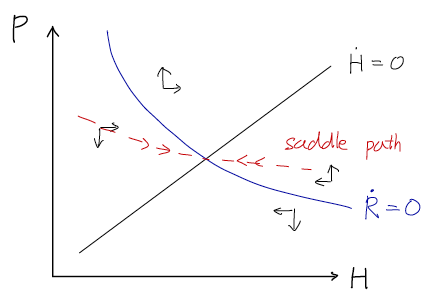 P
Ḣ = 0
saddle path
Ṙ = 0
H